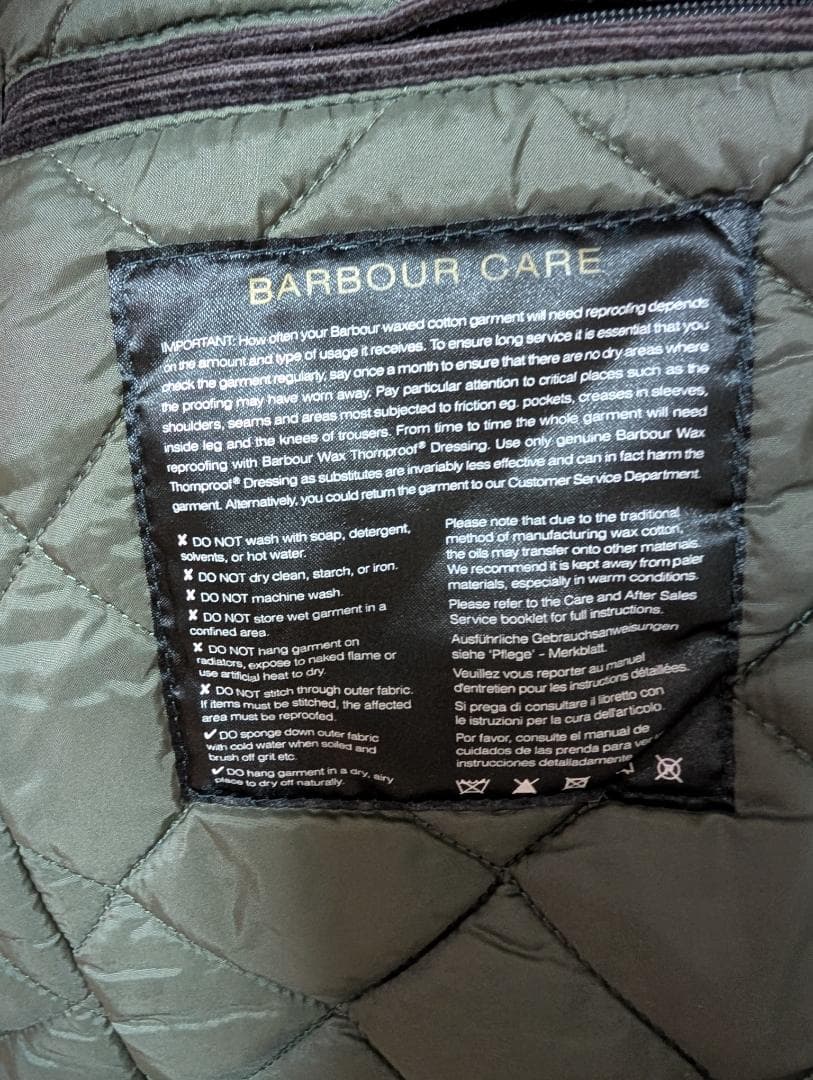 BARBOUR CARE
IMPORTANT: How often your Barbour waxed cotton garment will need reproofing depends
on the amount and type of usage it receives. To ensure long service it is essential that you
check the garment regularly, say once a month to ensure that there are no dry areas where
the proofing may have worn away. Pay particular attention to critical places such as the
shoulders, seams and areas most subjected to friction eg. pockets, creases in sleeves,
inside leg and the knees of trousers. From time to time the whole garment will need
reproofing with Barbour Wax Thornproof® Dressing. Use only genuine Barbour Wax
Thornproof® Dressing as substitutes are invariably less effective and can in fact harm the
garment. Alternatively, you could return the garment to our Customer Service Department.
✘ DO NOT wash with soap, detergent,
solvents, or hot water.
✘ DO NOT dry clean, starch, or iron.
✘ DO NOT machine wash.
✘ DO NOT store wet garment in a
confined area.
✘ DO NOT hang garment on
radiators, expose to naked flame or
use artificial heat to dry.
✘ DO NOT stitch through outer fabric.
If items must be stitched, the affected
area must be reproofed.
✔ DO sponge down outer fabric
with cold water when soiled and
brush off grit etc.
✔ DO hang garment in a dry, airy
place to dry off naturally.
Please note that due to the traditional
method of manufacturing wax cotton,
the oils may transfer onto other materials.
We recommend it is kept away from paler
materials, especially in warm conditions.
Please refer to the Care and After Sales
Service booklet for full instructions.
Ausführliche Gebrauchsanweisungen
siehe 'Pflege' - Merkblatt.
Veuillez vous reporter au manuel
d'entretien pour les instructions détaillées.
Si prega di consultare il libretto con
le istruzioni per la cura dell'articolo.
Por favor, consulte el manual de
cuidados de las prenda para ver
instrucciones detalladamente